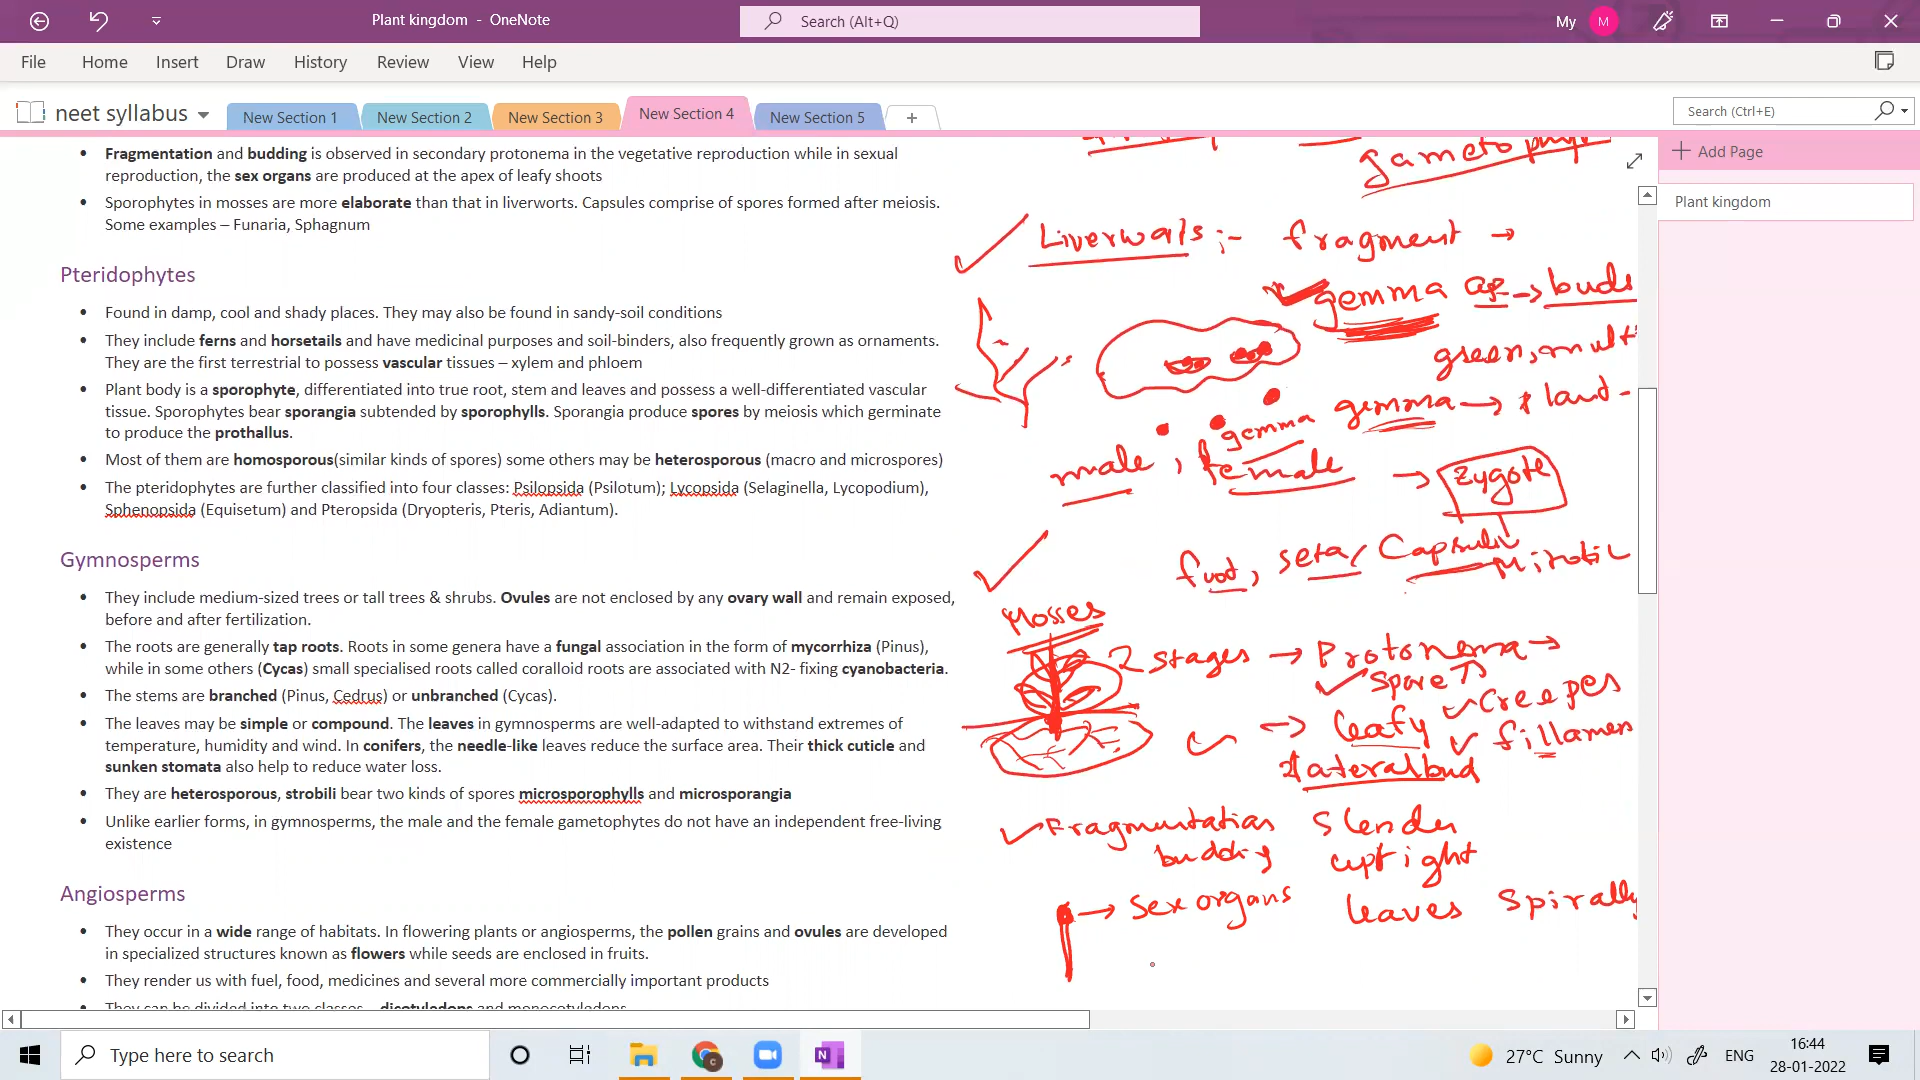 Plant kingdom - OneNote
Search (Alt+Q)
My M
File Home Insert Draw History Review View Help
neet syllabus
New Section 1 New Section 2 New Section 3 New Section 4 New Section 5 +
Search (Ctrl+E)
Add Page
Plant kingdom
• Fragmentation and budding is observed in secondary protonema in the vegetative reproduction while in sexual
reproduction, the sex organs are produced at the apex of leafy shoots
• Sporophytes in mosses are more elaborate than that in liverworts. Capsules comprise of spores formed after meiosis.
Some examples – Funaria, Sphagnum
Pteridophytes
• Found in damp, cool and shady places. They may also be found in sandy-soil conditions
• They include ferns and horsetails and have medicinal purposes and soil-binders, also frequently grown as ornaments.
They are the first terrestrial to possess vascular tissues – xylem and phloem
• Plant body is a sporophyte, differentiated into true root, stem and leaves and possess a well-differentiated vascular
tissue. Sporophytes bear sporangia subtended by sporophylls. Sporangia produce spores by meiosis which germinate
to produce the prothallus.
• Most of them are homosporous(similar kinds of spores) some others may be heterosporous (macro and microspores)
• The pteridophytes are further classified into four classes: Psilopsida (Psilotum); Lycopsida (Selaginella, Lycopodium),
Sphenopsida (Equisetum) and Pteropsida (Dryopteris, Pteris, Adiantum).
Gymnosperms
• They include medium-sized trees or tall trees & shrubs. Ovules are not enclosed by any ovary wall and remain exposed,
before and after fertilization.
• The roots are generally tap roots. Roots in some genera have a fungal association in the form of mycorrhiza (Pinus),
while in some others (Cycas) small specialised roots called coralloid roots are associated with N2- fixing cyanobacteria.
• The stems are branched (Pinus, Cedrus) or unbranched (Cycas).
• The leaves may be simple or compound. The leaves in gymnosperms are well-adapted to withstand extremes of
temperature, humidity and wind. In conifers, the needle-like leaves reduce the surface area. Their thick cuticle and
sunken stomata also help to reduce water loss.
• They are heterosporous, strobili bear two kinds of spores microsporophylls and microsporangia
• Unlike earlier forms, in gymnosperms, the male and the female gametophytes do not have an independent free-living
existence
Angiosperms
• They occur in a wide range of habitats. In flowering plants or angiosperms, the pollen grains and ovules are developed
in specialized structures known as flowers while seeds are enclosed in fruits.
• They render us with fuel, food, medicines and several more commercially important products
• They can be divided into two classes – dicotyledons and monocotyledons
Liverwats :- fragment →
gemma → buds
green, mult
gemma gemma →
male, female → Zygote
foot, seta, Capsule
Mosses
2 stages → Protonema →
Spore
→ leafy Creepes
fillamen
lateral bud
Fragmentation Slender
budding upright
→ Sex organs leaves Spirally
Type here to search
27°C Sunny
ENG
16:44
28-01-2022